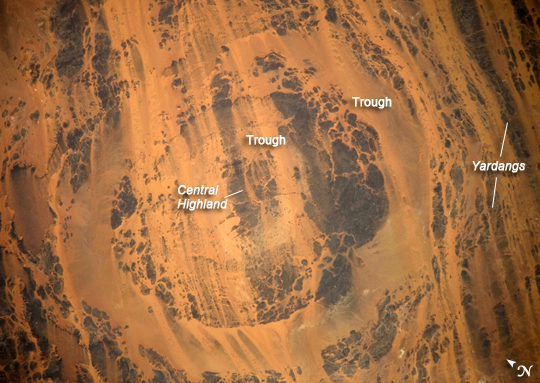 Trough
Trough
Central
Highland
Yardangs
N